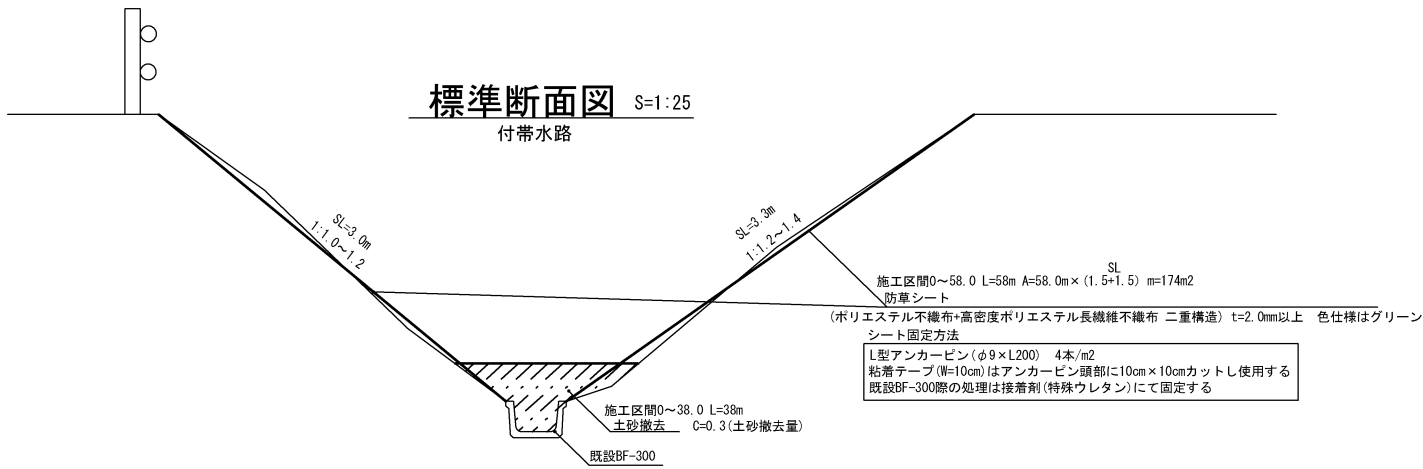 標準断面図 S=1:25
付帯水路
SL=3.0m
1:1.0～1.2
SL=3.3m
1:1.2～1.4
SL
施工区間0～58.0 L=58m A=58.0m×(1.5+1.5) m=174m2
防草シート
(ポリエステル不織布+高密度ポリエステル長繊維不織布 二重構造) t=2.0mm以上 色仕様はグリーン
シート固定方法
L型アンカーピン(φ9×L200) 4本/m2
粘着テープ(W=10cm)はアンカーピン頭部に10cm×10cmカットし使用する
既設BF-300際の処理は接着剤(特殊ウレタン)にて固定する
施工区間0～38.0 L=38m
土砂撤去 C=0.3(土砂撤去量)
既設BF-300